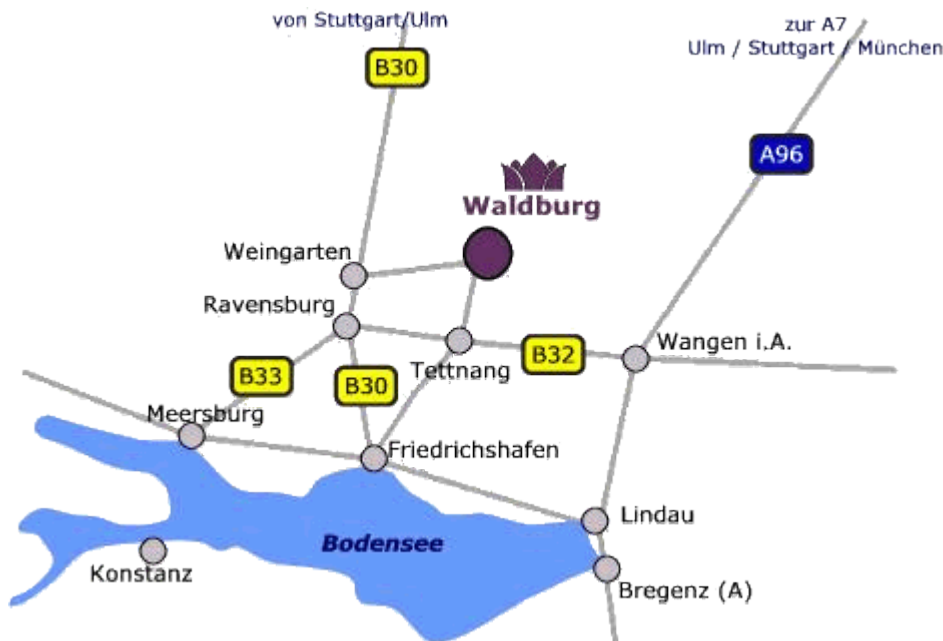 von Stuttgart/Ulm
zur A7
Ulm / Stuttgart / München
B30
A96
Waldburg
Weingarten
Ravensburg
Wangen i.A.
B32
Tettnang
B33
B30
Meersburg
Friedrichshafen
Lindau
Bodensee
Konstanz
Bregenz (A)